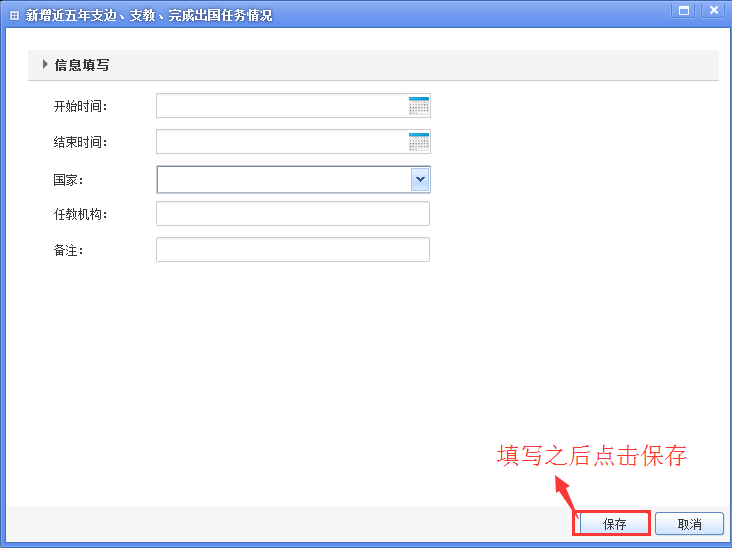 新增近五年支边、支教、完成出国任务情况
信息填写
开始时间：
结束时间：
国家：
任教机构：
备注：
填写之后点击保存
保存 取消